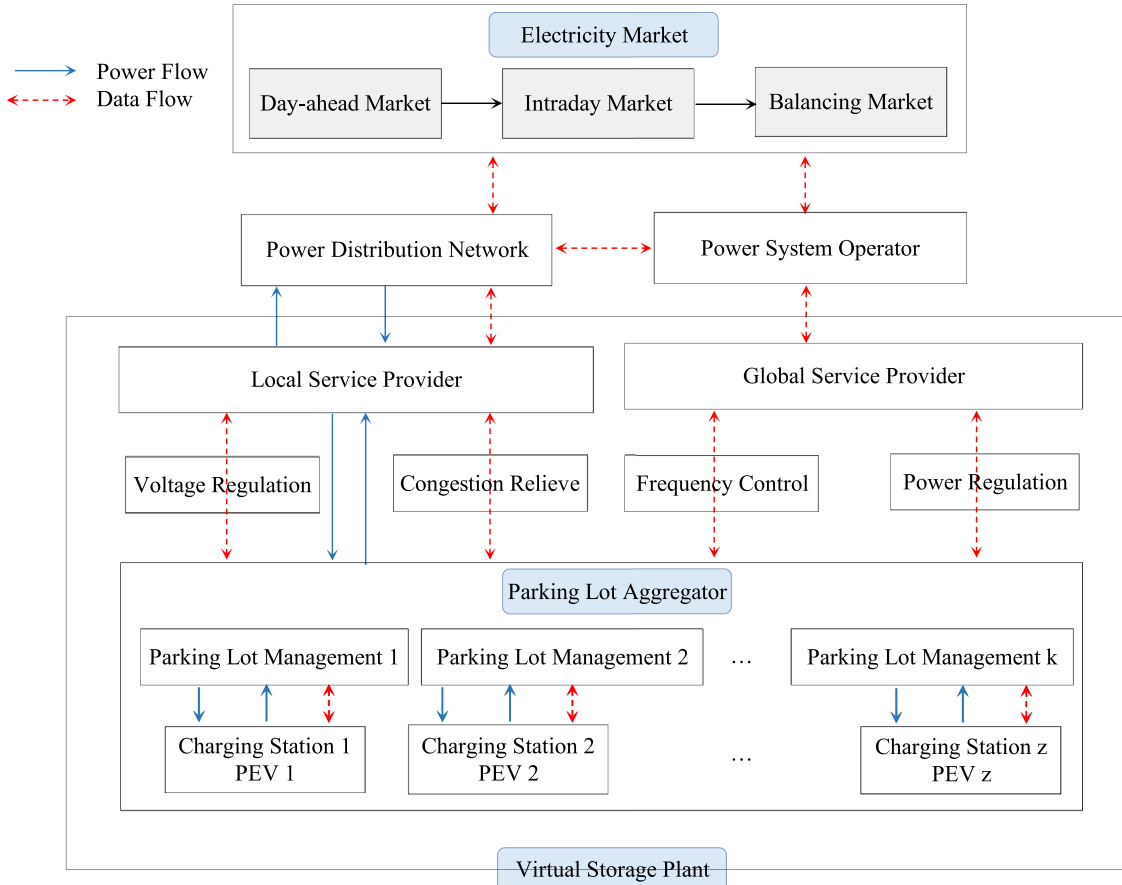 Electricity Market
Power Flow
Data Flow
Day-ahead Market
Intraday Market
Balancing Market
Power Distribution Network
Power System Operator
Local Service Provider
Global Service Provider
Voltage Regulation
Congestion Relieve
Frequency Control
Power Regulation
Parking Lot Aggregator
Parking Lot Management 1
Parking Lot Management 2
...
Parking Lot Management k
Charging Station 1
PEV 1
Charging Station 2
PEV 2
...
Charging Station z
PEV z
Virtual Storage Plant